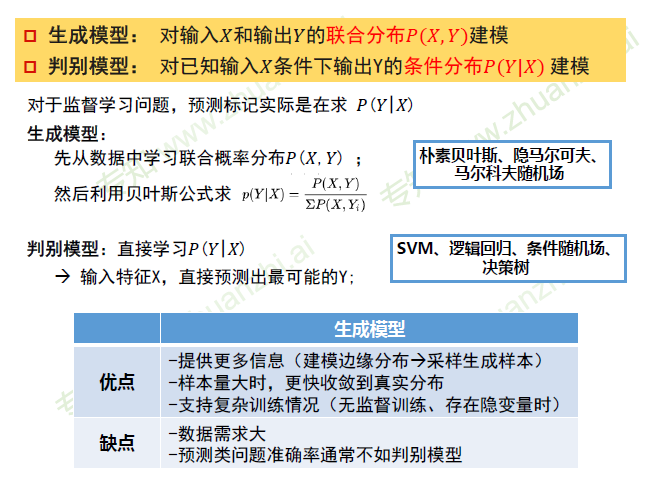 生成模型： 对输入X和输出Y的联合分布P(X,Y)建模
判别模型： 对已知输入X条件下输出Y的条件分布P(Y|X) 建模
对于监督学习问题，预测标记实际是在求 P(Y|X)
生成模型：
先从数据中学习联合概率分布P(X,Y) ；
然后利用贝叶斯公式求 p(Y|X) = P(X,Y) / ΣP(X,Y_i)
朴素贝叶斯、隐马尔可夫、
马尔科夫随机场
判别模型：直接学习P(Y|X)
→ 输入特征X，直接预测出最可能的Y;
SVM、逻辑回归、条件随机场、
决策树
生成模型
优点
-提供更多信息（建模边缘分布→采样生成样本）
-样本量大时，更快收敛到真实分布
-支持复杂训练情况（无监督训练、存在隐变量时）
缺点
-数据需求大
-预测类问题准确率通常不如判别模型
专知 www.zhuanzhi.ai